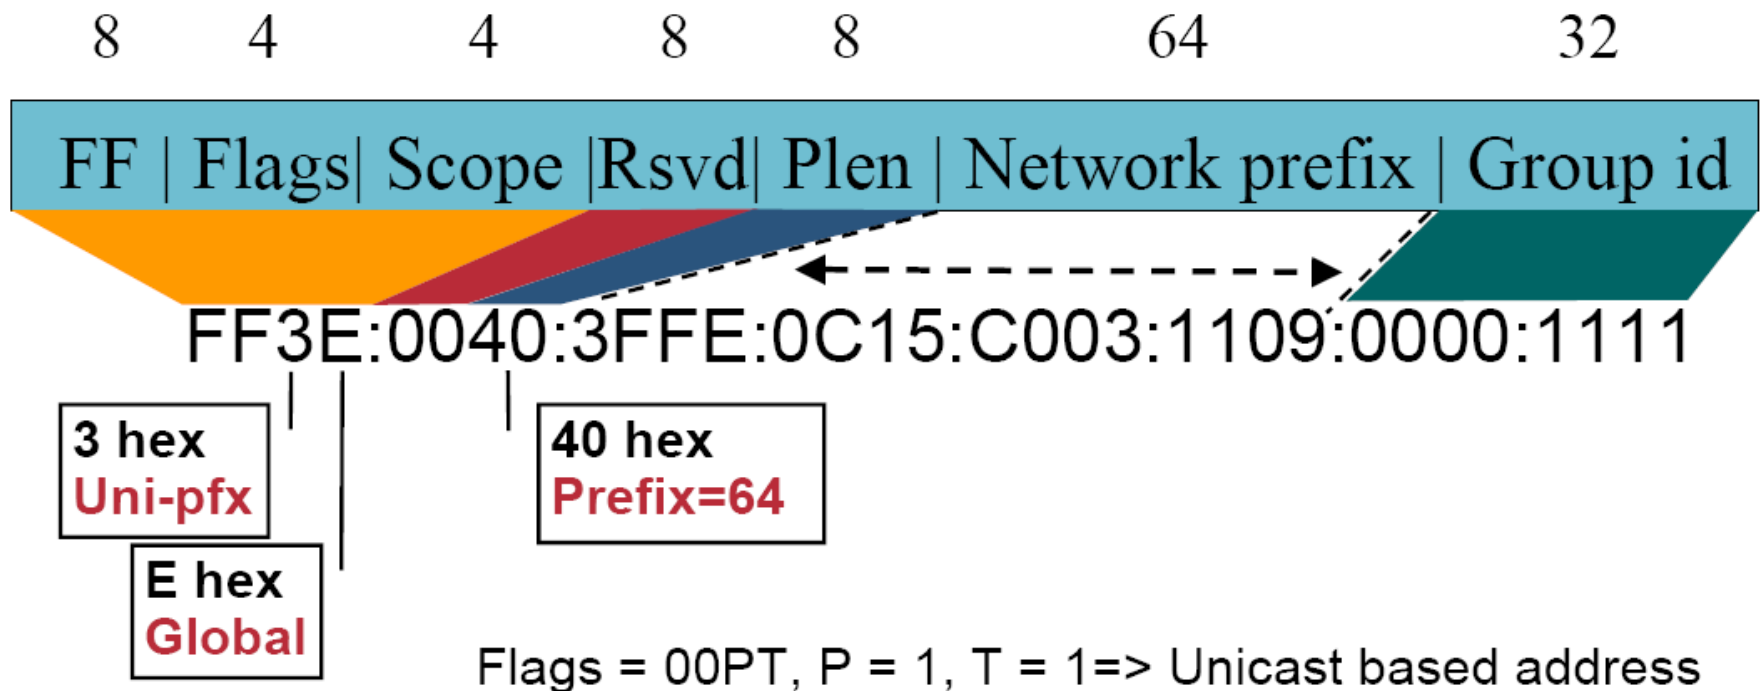 8 4 4 8 8 64 32
FF | Flags| Scope |Rsvd| Plen | Network prefix | Group id
FF3E:0040:3FFE:0C15:C003:1109:0000:1111
3 hex
Uni-pfx
40 hex
Prefix=64
E hex
Global
Flags = 00PT, P = 1, T = 1=> Unicast based address